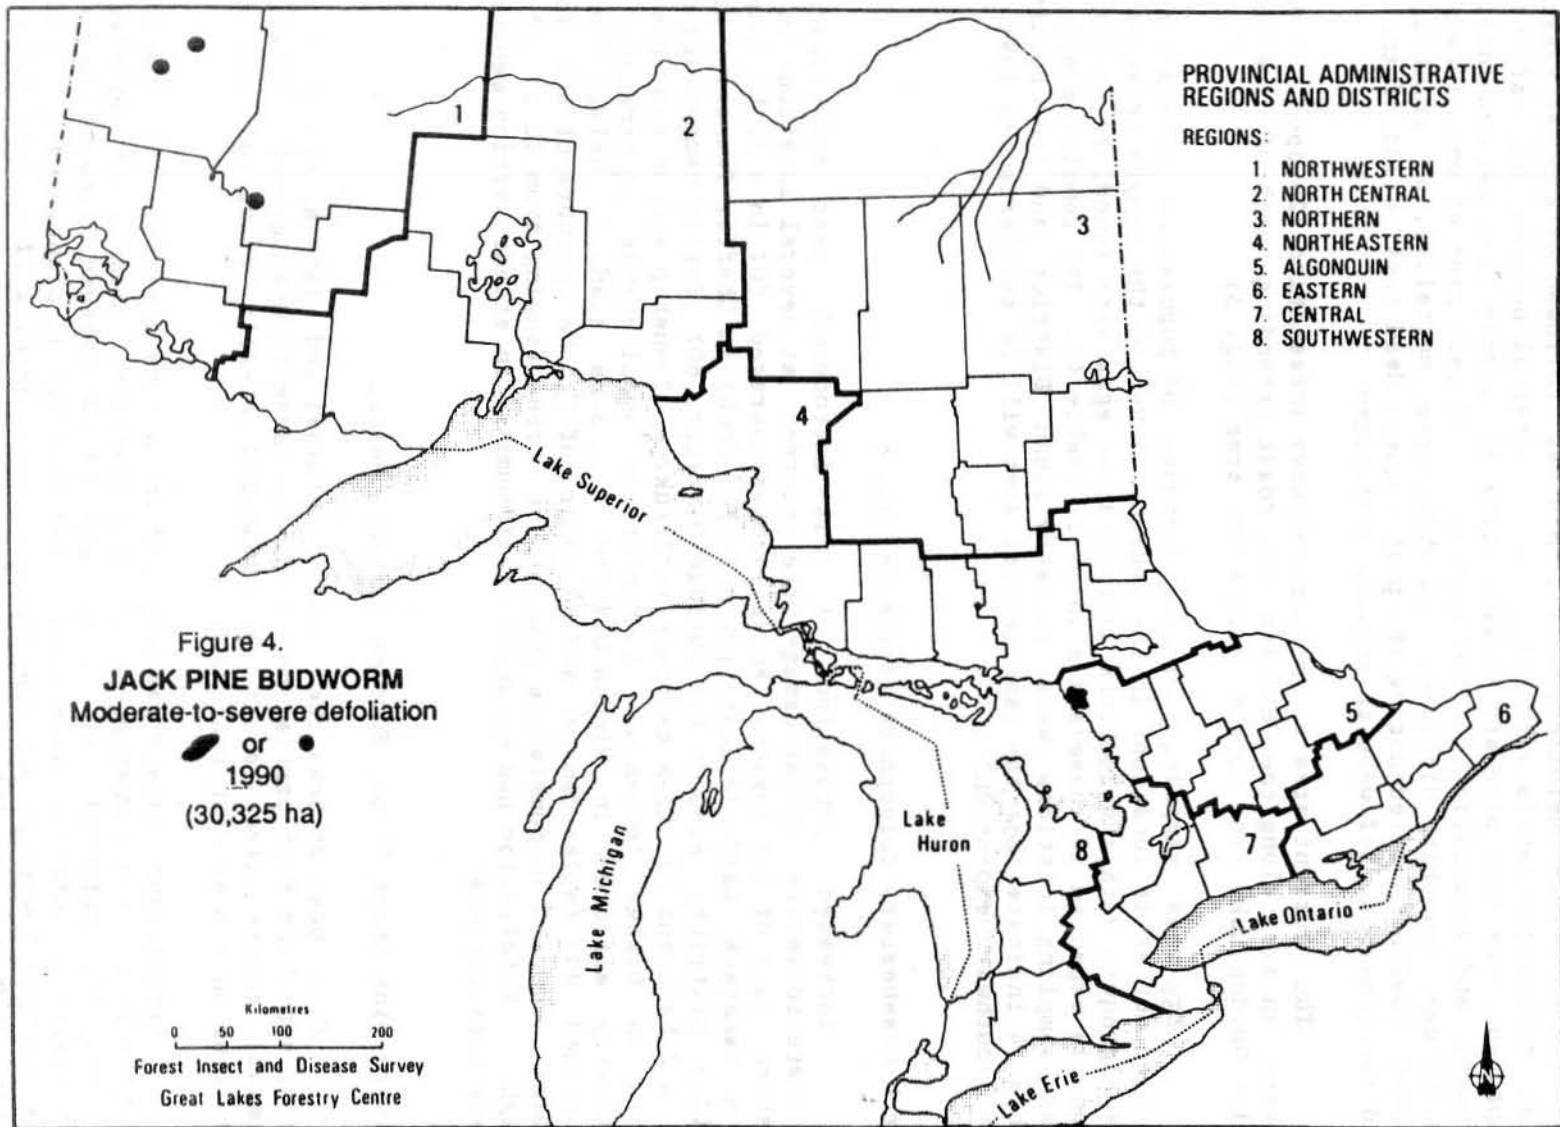 PROVINCIAL ADMINISTRATIVE
REGIONS AND DISTRICTS
REGIONS:
1. NORTHWESTERN
2. NORTH CENTRAL
3. NORTHERN
4. NORTHEASTERN
5. ALGONQUIN
6. EASTERN
7. CENTRAL
8. SOUTHWESTERN
1
2
3
4
Lake Superior
Figure 4.
JACK PINE BUDWORM
Moderate-to-severe defoliation
or
1990
(30,325 ha)
5
6
7
8
Lake Michigan
Lake
Huron
Lake Ontario
Lake Erie
Kilometres
0 50 100 200
Forest Insect and Disease Survey
Great Lakes Forestry Centre
N